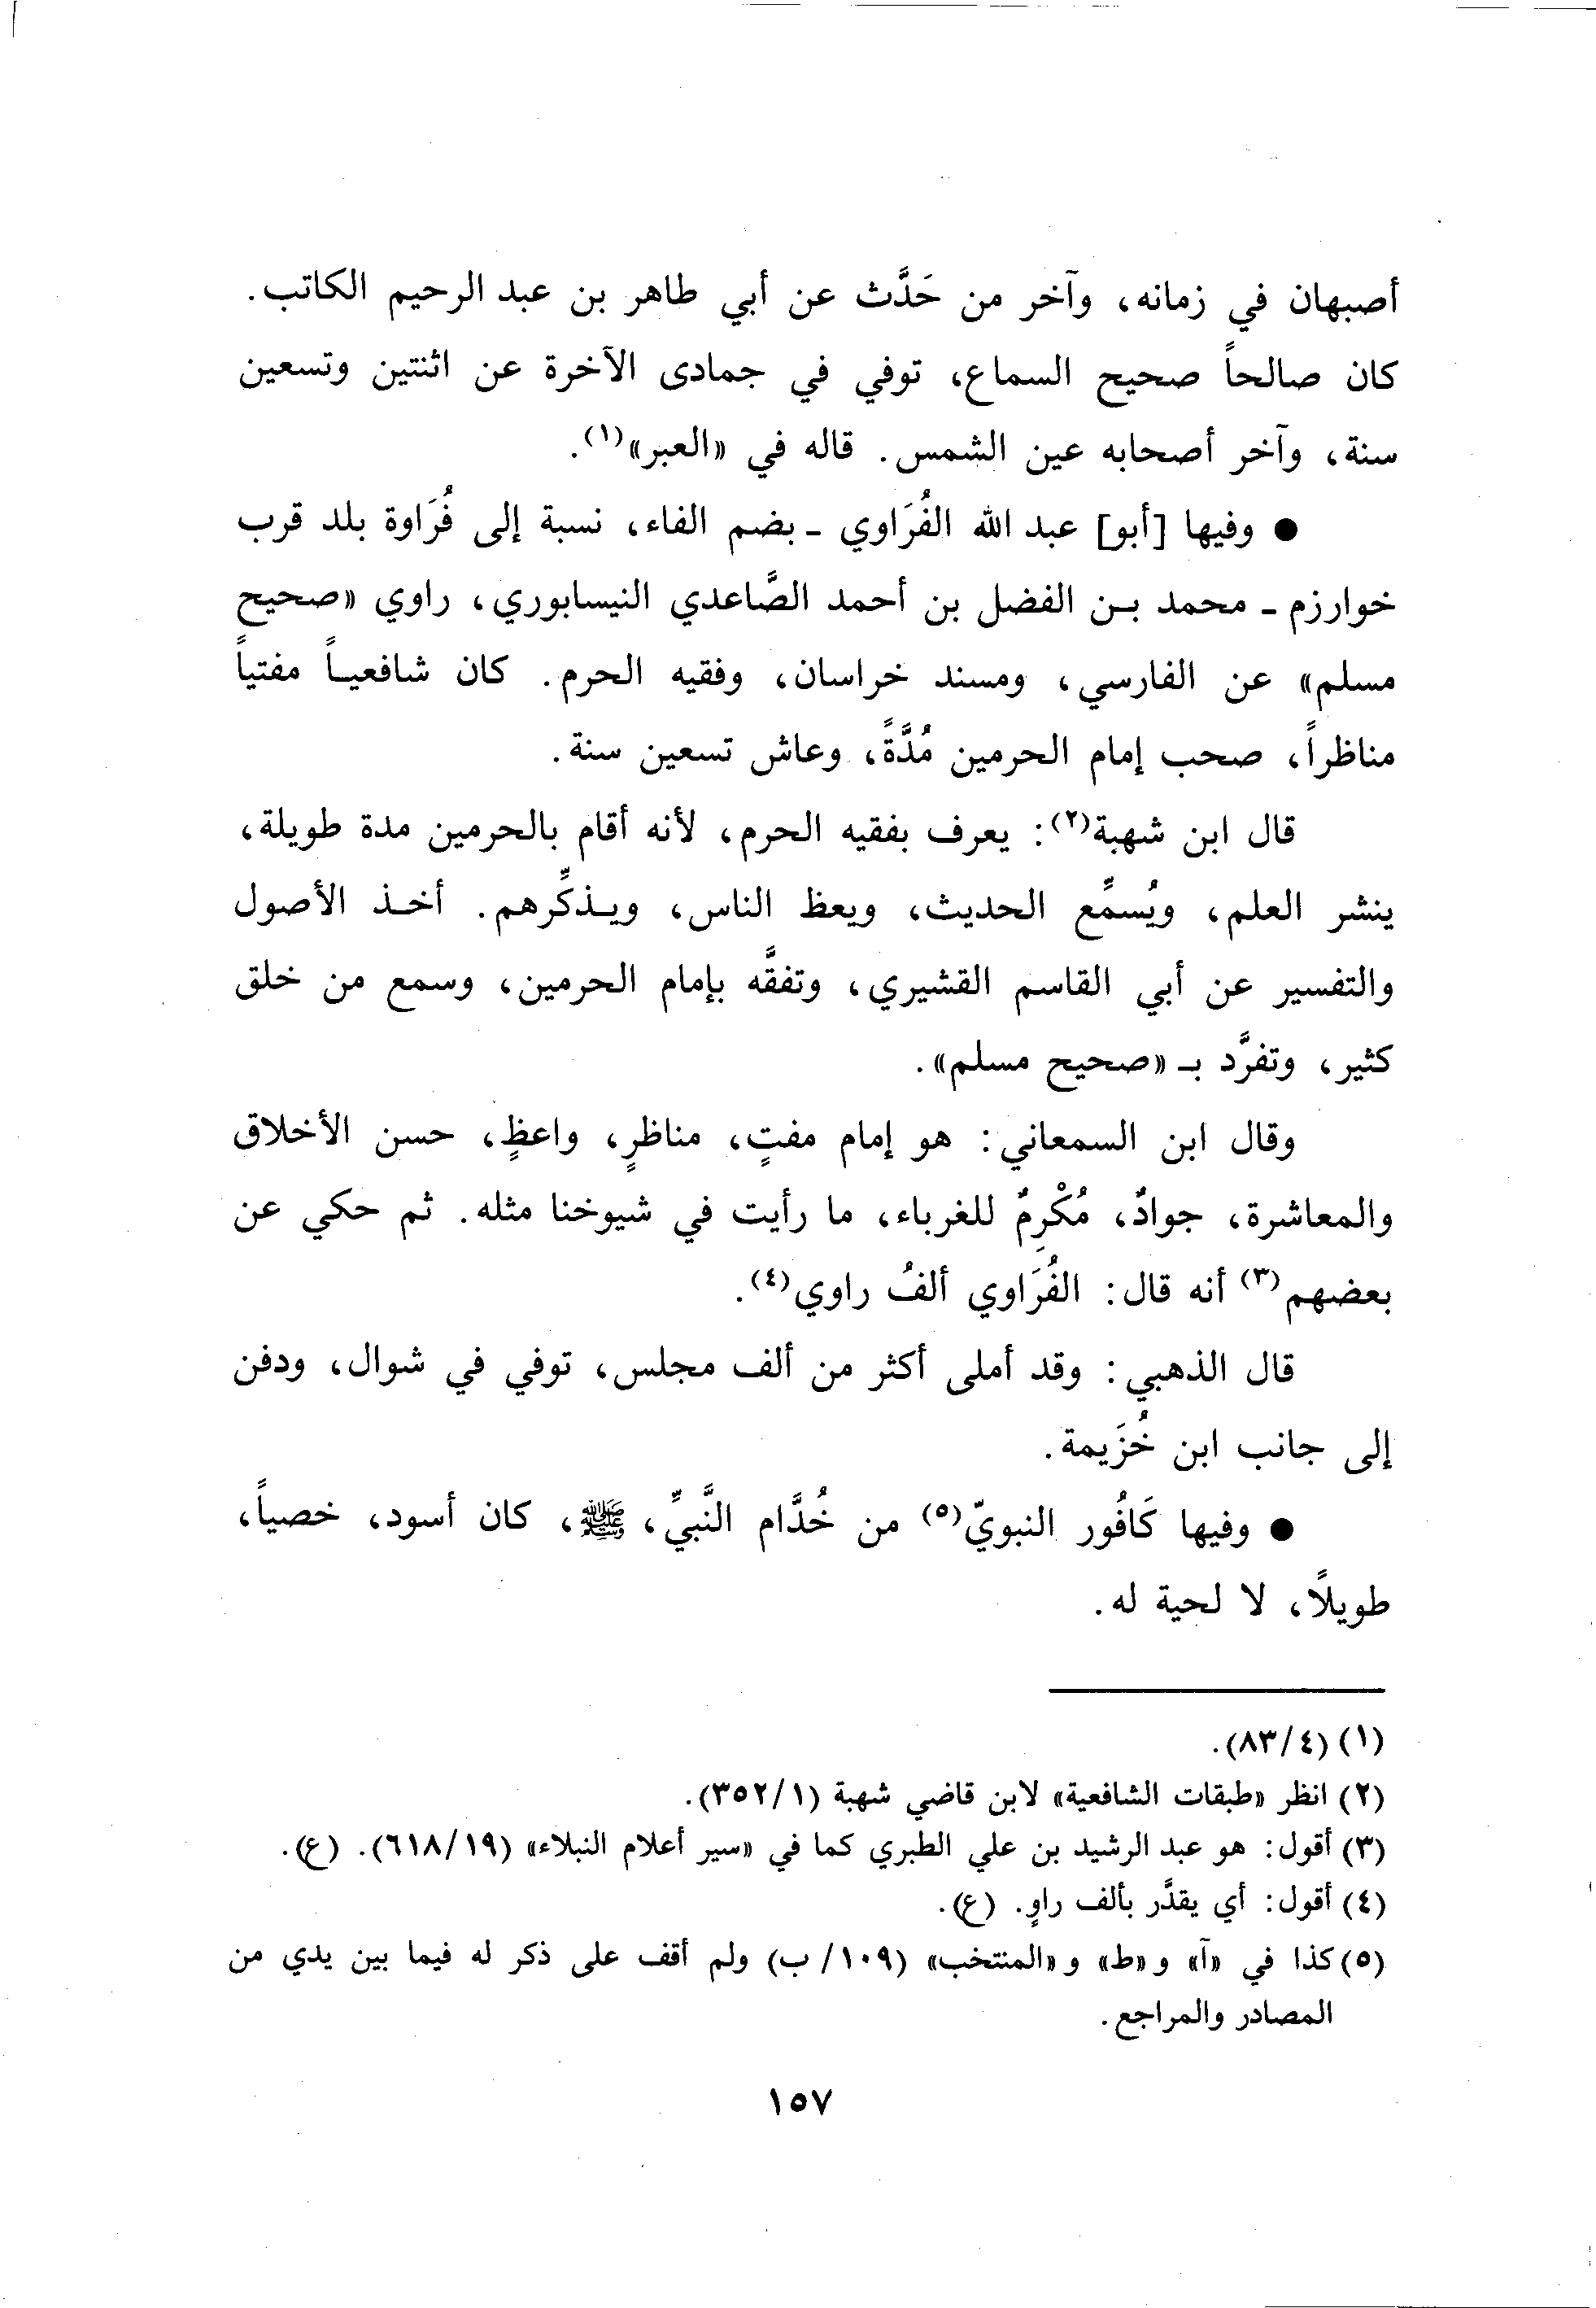 أصبهان في زمانه، وآخر من حَدَّث عن أبي طاهر بن عبد الرحيم الكاتب.
كان صالحاً صحيح السماع، توفي في جمادى الآخرة عن اثنتين وتسعين
سنة، وآخر أصحابه عين الشمس. قاله في «العبر»(١).
● وفيها [أبو] عبد الله الفُرَاوي ـ بضم الفاء، نسبة إلى فُرَاوة بلد قرب
خوارزم ـ محمد بن الفضل بن أحمد الصَّاعدي النيسابوري، راوي «صحيح
مسلم» عن الفارسي، ومسند خراسان، وفقيه الحرم. كان شافعياً مفتياً
مناظراً، صحب إمام الحرمين مُدَّةً، وعاش تسعين سنة.
قال ابن شهبة(٢): يعرف بفقيه الحرم، لأنه أقام بالحرمين مدة طويلة،
ينشر العلم، ويُسمِّع الحديث، ويعظ الناس، ويذكِّرهم. أخذ الأصول
والتفسير عن أبي القاسم القشيري، وتفقَّه بإمام الحرمين، وسمع من خلق
كثير، وتفرَّد بـ «صحيح مسلم».
وقال ابن السمعاني: هو إمام مفتٍ، مناظرٍ، واعظٍ، حسن الأخلاق
والمعاشرة، جوادٌ، مُكْرِمٌ للغرباء، ما رأيت في شيوخنا مثله. ثم حكي عن
بعضهم(٣) أنه قال: الفُرَاوي ألفُ راوي(٤).
قال الذهبي: وقد أملى أكثر من ألف مجلس، توفي في شوال، ودفن
إلى جانب ابن خُزَيمة.
● وفيها كَافُور النبويّ(٥) من خُدَّام النَّبيِّ، ﷺ، كان أسود، خصياً،
طويلًا، لا لحية له.
(١) (٨٣/٤).
(٢) انظر «طبقات الشافعية» لابن قاضي شهبة (٣٥٢/١).
(٣) أقول: هو عبد الرشيد بن علي الطبري كما في «سير أعلام النبلاء» (٦١٨/١٩). (ع).
(٤) أقول: أي يقدَّر بألف راوٍ. (ع).
(٥) كذا في «آ» و«ط» و«المنتخب» (١٠٩/ ب) ولم أقف على ذكر له فيما بين يدي من
المصادر والمراجع.
١٥٧